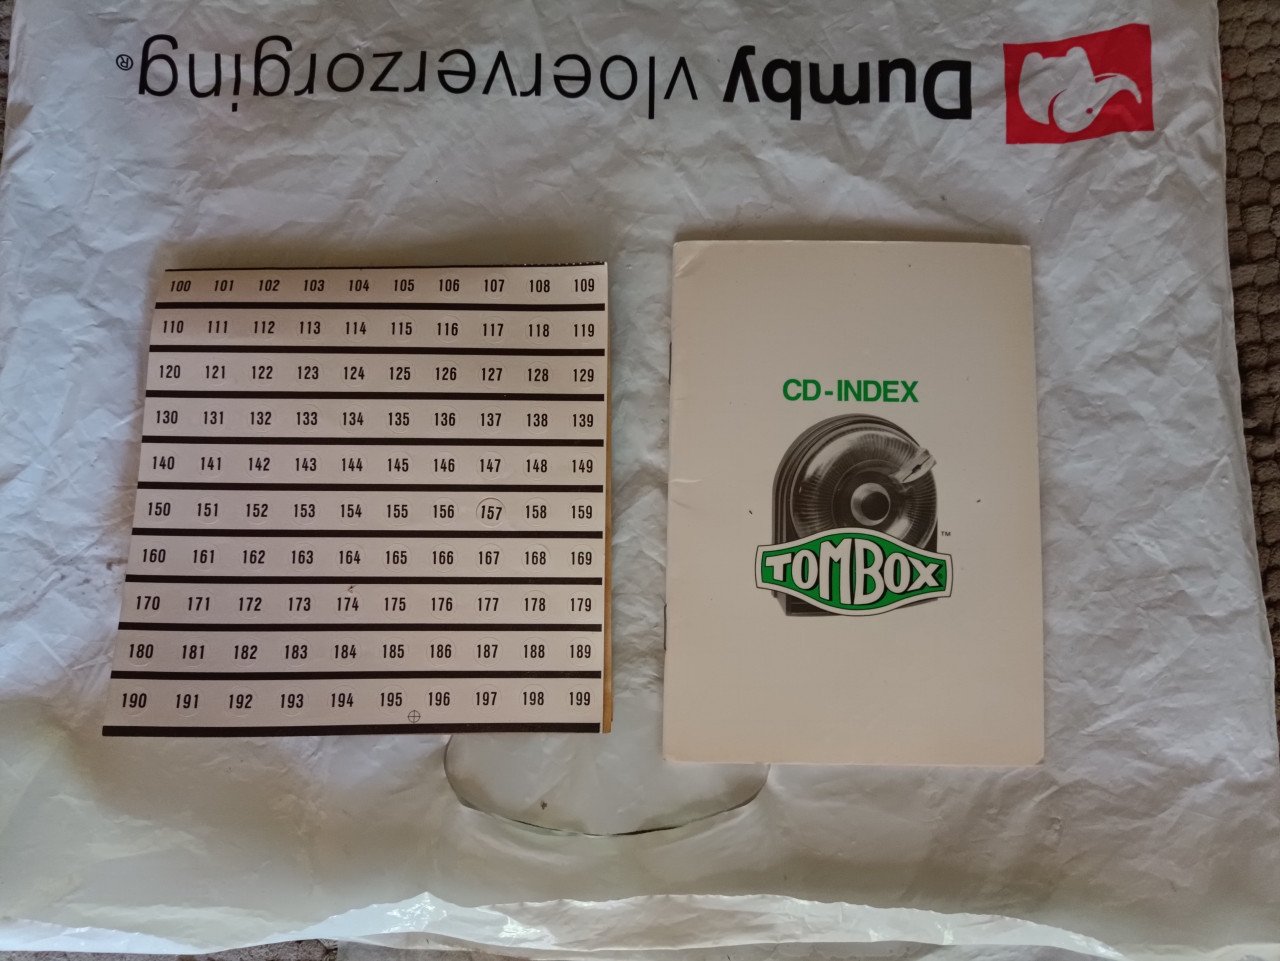 Dumby vloerverzorging®
100 101 102 103 104 105 106 107 108 109
110 111 112 113 114 115 116 117 118 119
120 121 122 123 124 125 126 127 128 129
130 131 132 133 134 135 136 137 138 139
140 141 142 143 144 145 146 147 148 149
150 151 152 153 154 155 156 157 158 159
160 161 162 163 164 165 166 167 168 169
170 171 172 173 174 175 176 177 178 179
180 181 182 183 184 185 186 187 188 189
190 191 192 193 194 195 196 197 198 199
CD-INDEX
TOMBOX ™